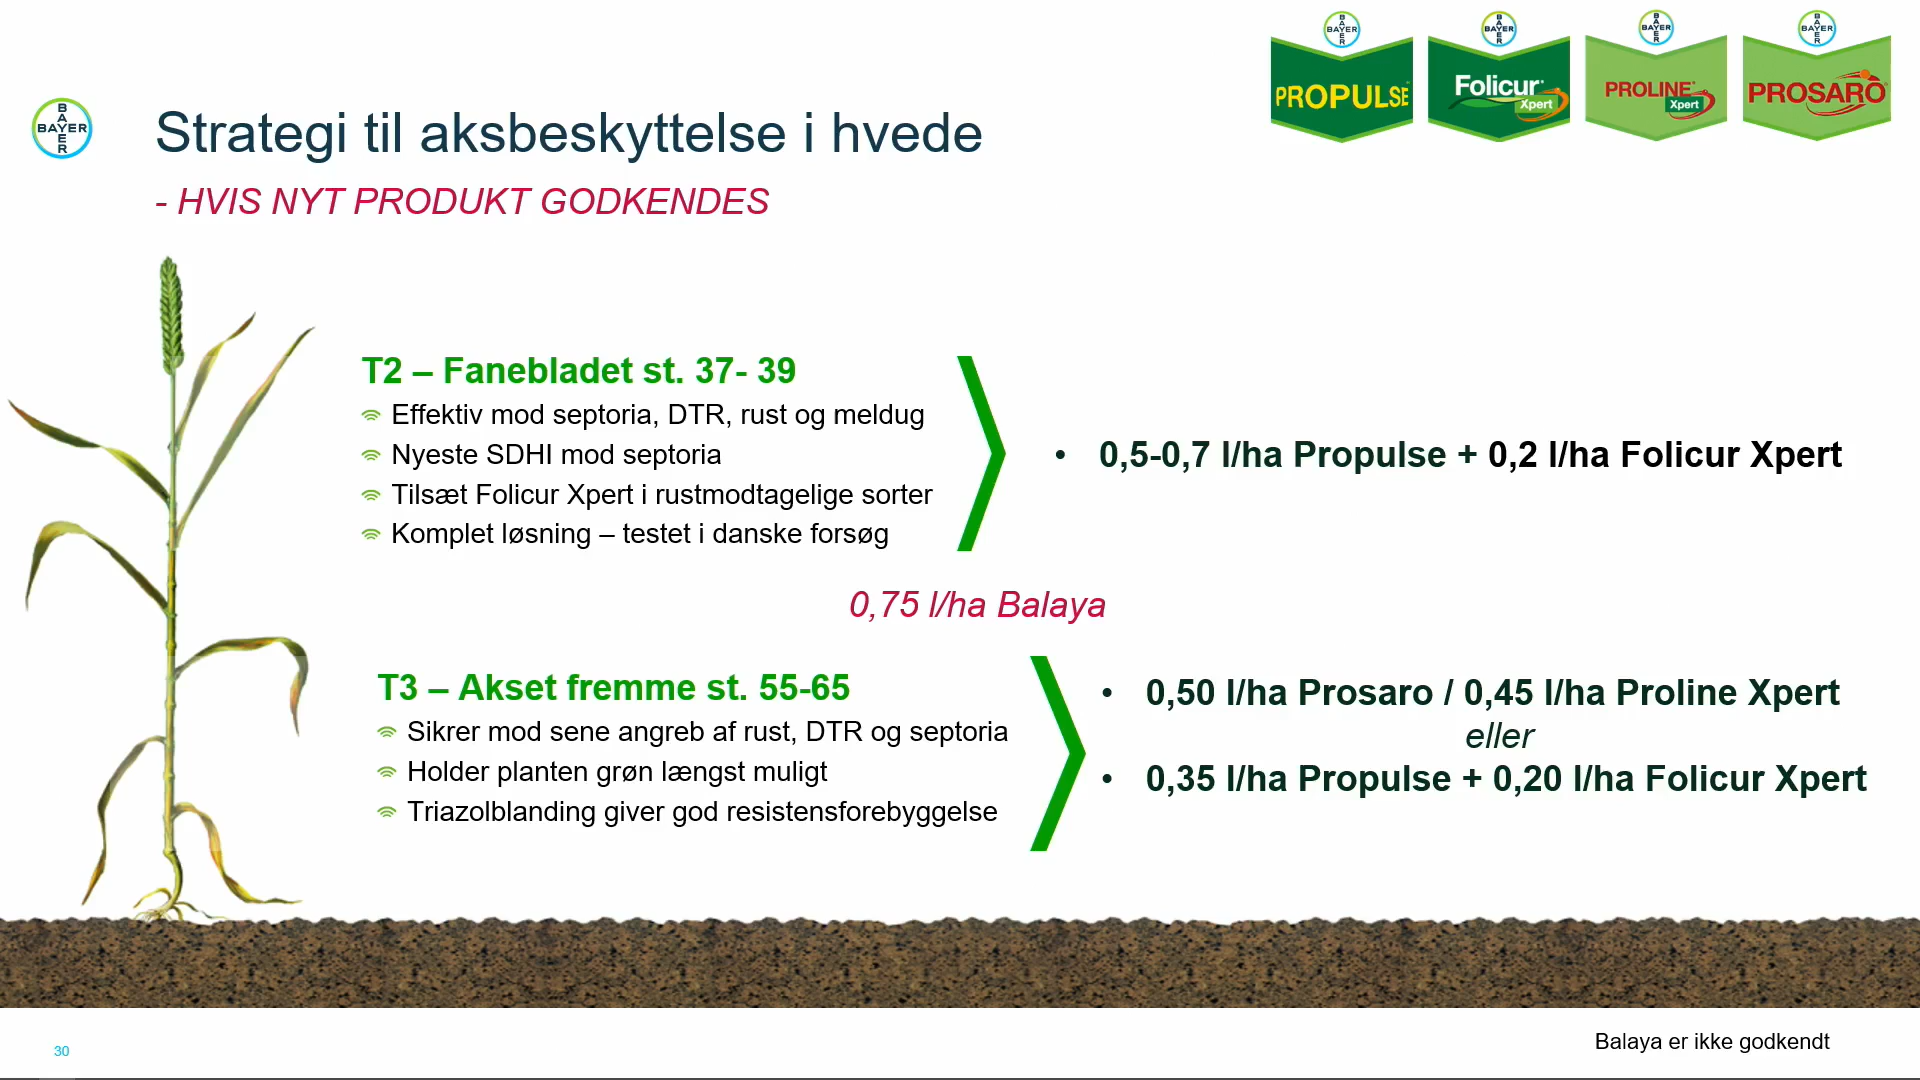 BAYER
BAYER
BAYER
BAYER
PROPULSE
Folicur
Xpert
PROLINE
Xpert
PROSARO
BAYER
Strategi til aksbeskyttelse i hvede
- HVIS NYT PRODUKT GODKENDES
T2 – Fanebladet st. 37- 39
Effektiv mod septoria, DTR, rust og meldug
Nyeste SDHI mod septoria
Tilsæt Folicur Xpert i rustmodtagelige sorter
Komplet løsning – testet i danske forsøg
• 0,5-0,7 l/ha Propulse + 0,2 l/ha Folicur Xpert
0,75 l/ha Balaya
T3 – Akset fremme st. 55-65
Sikrer mod sene angreb af rust, DTR og septoria
Holder planten grøn længst muligt
Triazolblanding giver god resistensforebyggelse
• 0,50 l/ha Prosaro / 0,45 l/ha Proline Xpert
eller
• 0,35 l/ha Propulse + 0,20 l/ha Folicur Xpert
30
Balaya er ikke godkendt